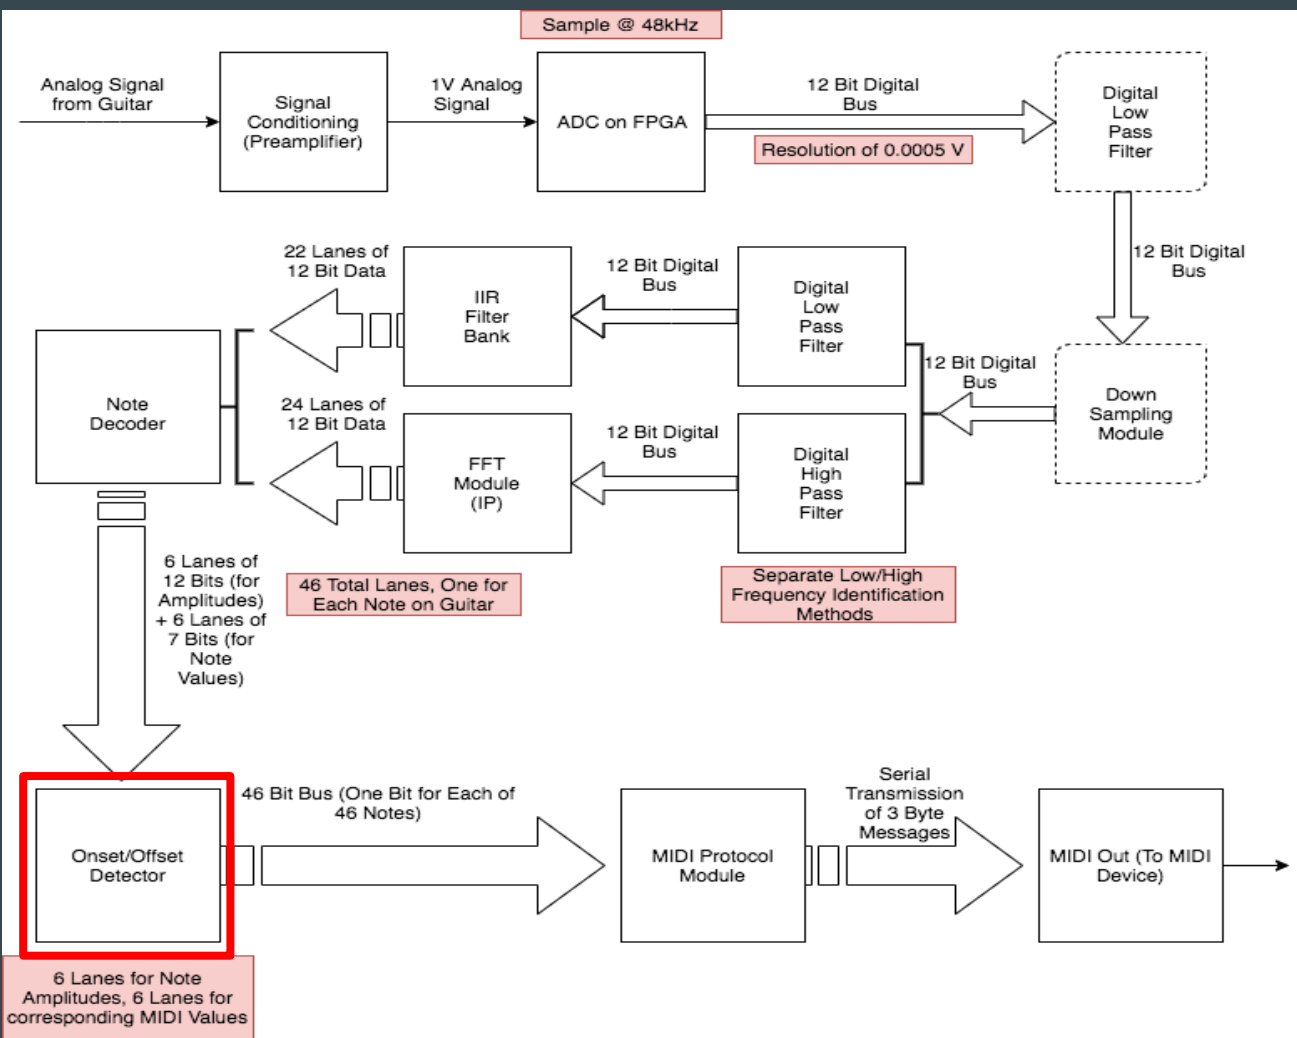 Sample @ 48kHz
Analog Signal
from Guitar
Signal
Conditioning
(Preamplifier)
1V Analog
Signal
ADC on FPGA
12 Bit Digital
Bus
Resolution of 0.0005 V
Digital
Low
Pass
Filter
12 Bit Digital
Bus
22 Lanes of
12 Bit Data
IIR
Filter
Bank
12 Bit Digital
Bus
Digital
Low
Pass
Filter
12 Bit Digital
Bus
Down
Sampling
Module
Note
Decoder
24 Lanes of
12 Bit Data
FFT
Module
(IP)
12 Bit Digital
Bus
Digital
High
Pass
Filter
46 Total Lanes, One for
Each Note on Guitar
Separate Low/High
Frequency Identification
Methods
6 Lanes of
12 Bits (for
Amplitudes)
+ 6 Lanes of
7 Bits (for
Note
Values)
Onset/Offset
Detector
46 Bit Bus (One Bit for Each of
46 Notes)
MIDI Protocol
Module
Serial
Transmission
of 3 Byte
Messages
MIDI Out (To MIDI
Device)
6 Lanes for Note
Amplitudes, 6 Lanes for
corresponding MIDI Values